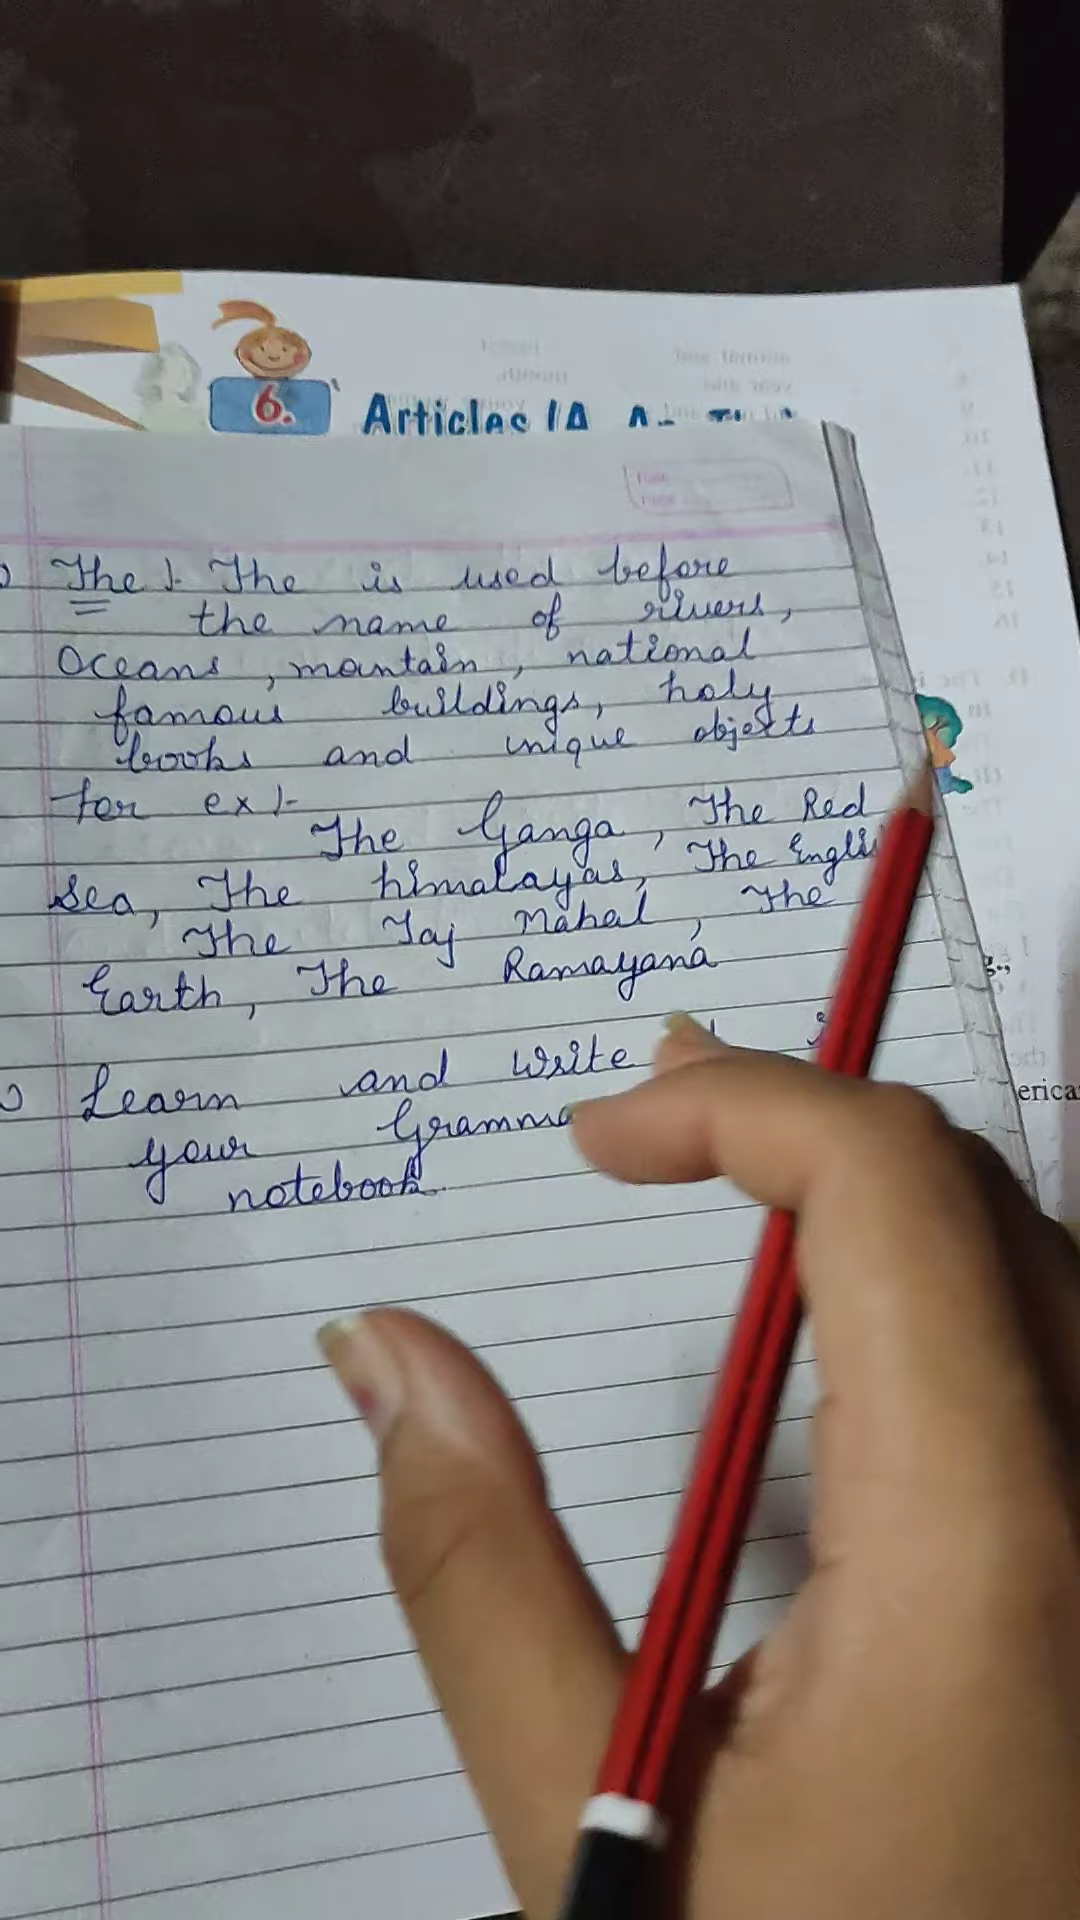 6.
Articles (A
The :- The is used before
the name of rivers,
Oceans, mantain, national
famous buildings, holy
books and unique objects
for ex :-
The Ganga, The Red
Sea, The himalayas, The
The Taj Mahal, The
Earth, The Ramayana
Learn and write
your
notebook.